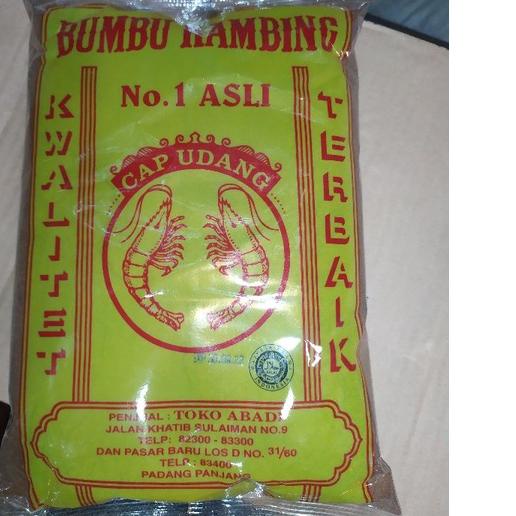 BUMBU KAMBING
No.1 ASLI
KWALITET
TERBAIK
CAP UDANG
INDONESIA
PENJUAL : TOKO ABADI
JALAN KHATIB SULAIMAN NO.9
TELP: 82300 - 83300
DAN PASAR BARU LOS D NO. 31/60
TELP : 83400
PADANG PANJANG